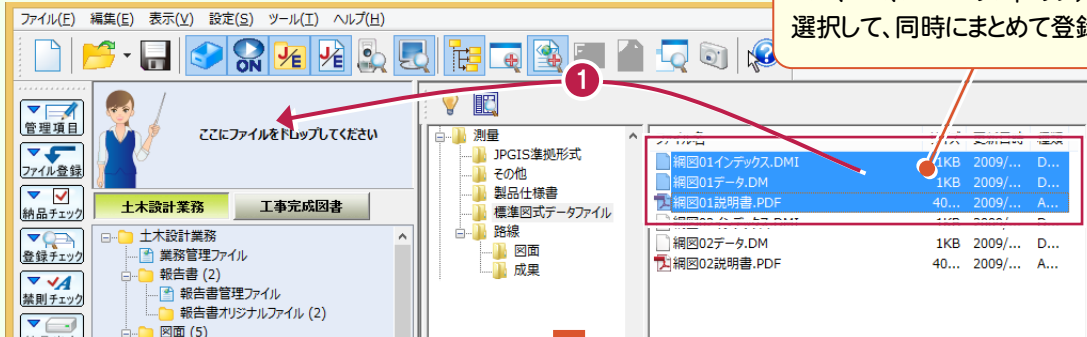 選択して、同時にまとめて登録
ファイル(F) 編集(E) 表示(V) 設定(S) ツール(T) ヘルプ(H)
ON J/E J/E
1
管理項目
ファイル登録
納品チェック
登録チェック
禁則チェック
ここにファイルをドロップしてください
土木設計業務 工事完成図書
土木設計業務
業務管理ファイル
報告書 (2)
報告書管理ファイル
報告書オリジナルファイル (2)
図面 (5)
測量
JPGIS準拠形式
その他
製品仕様書
標準図式データファイル
路線
図面
成果
網図01インデックス.DMI 1KB 2009/... D...
網図01データ.DM 1KB 2009/... D...
網図01説明書.PDF 40... 2009/... A...
網図02データ.DM 1KB 2009/... D...
網図02説明書.PDF 40... 2009/... A...